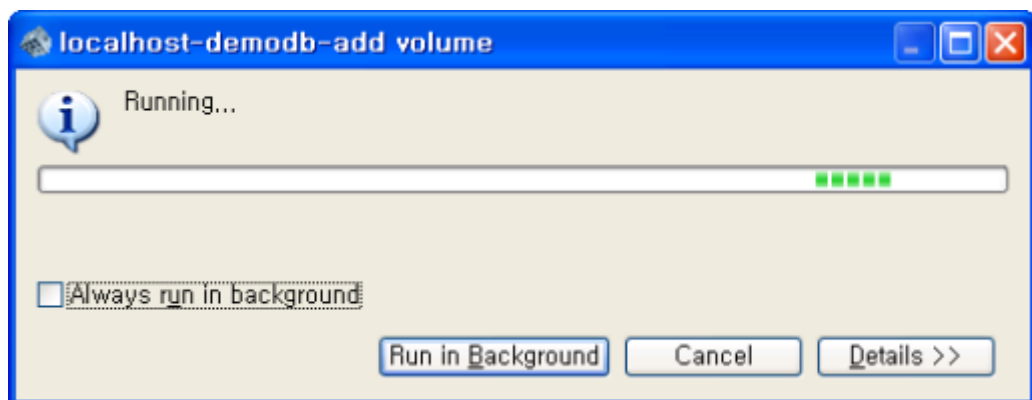 localhost-demodb-add volume
Running...
Always run in background
Run in Background Cancel Details >>